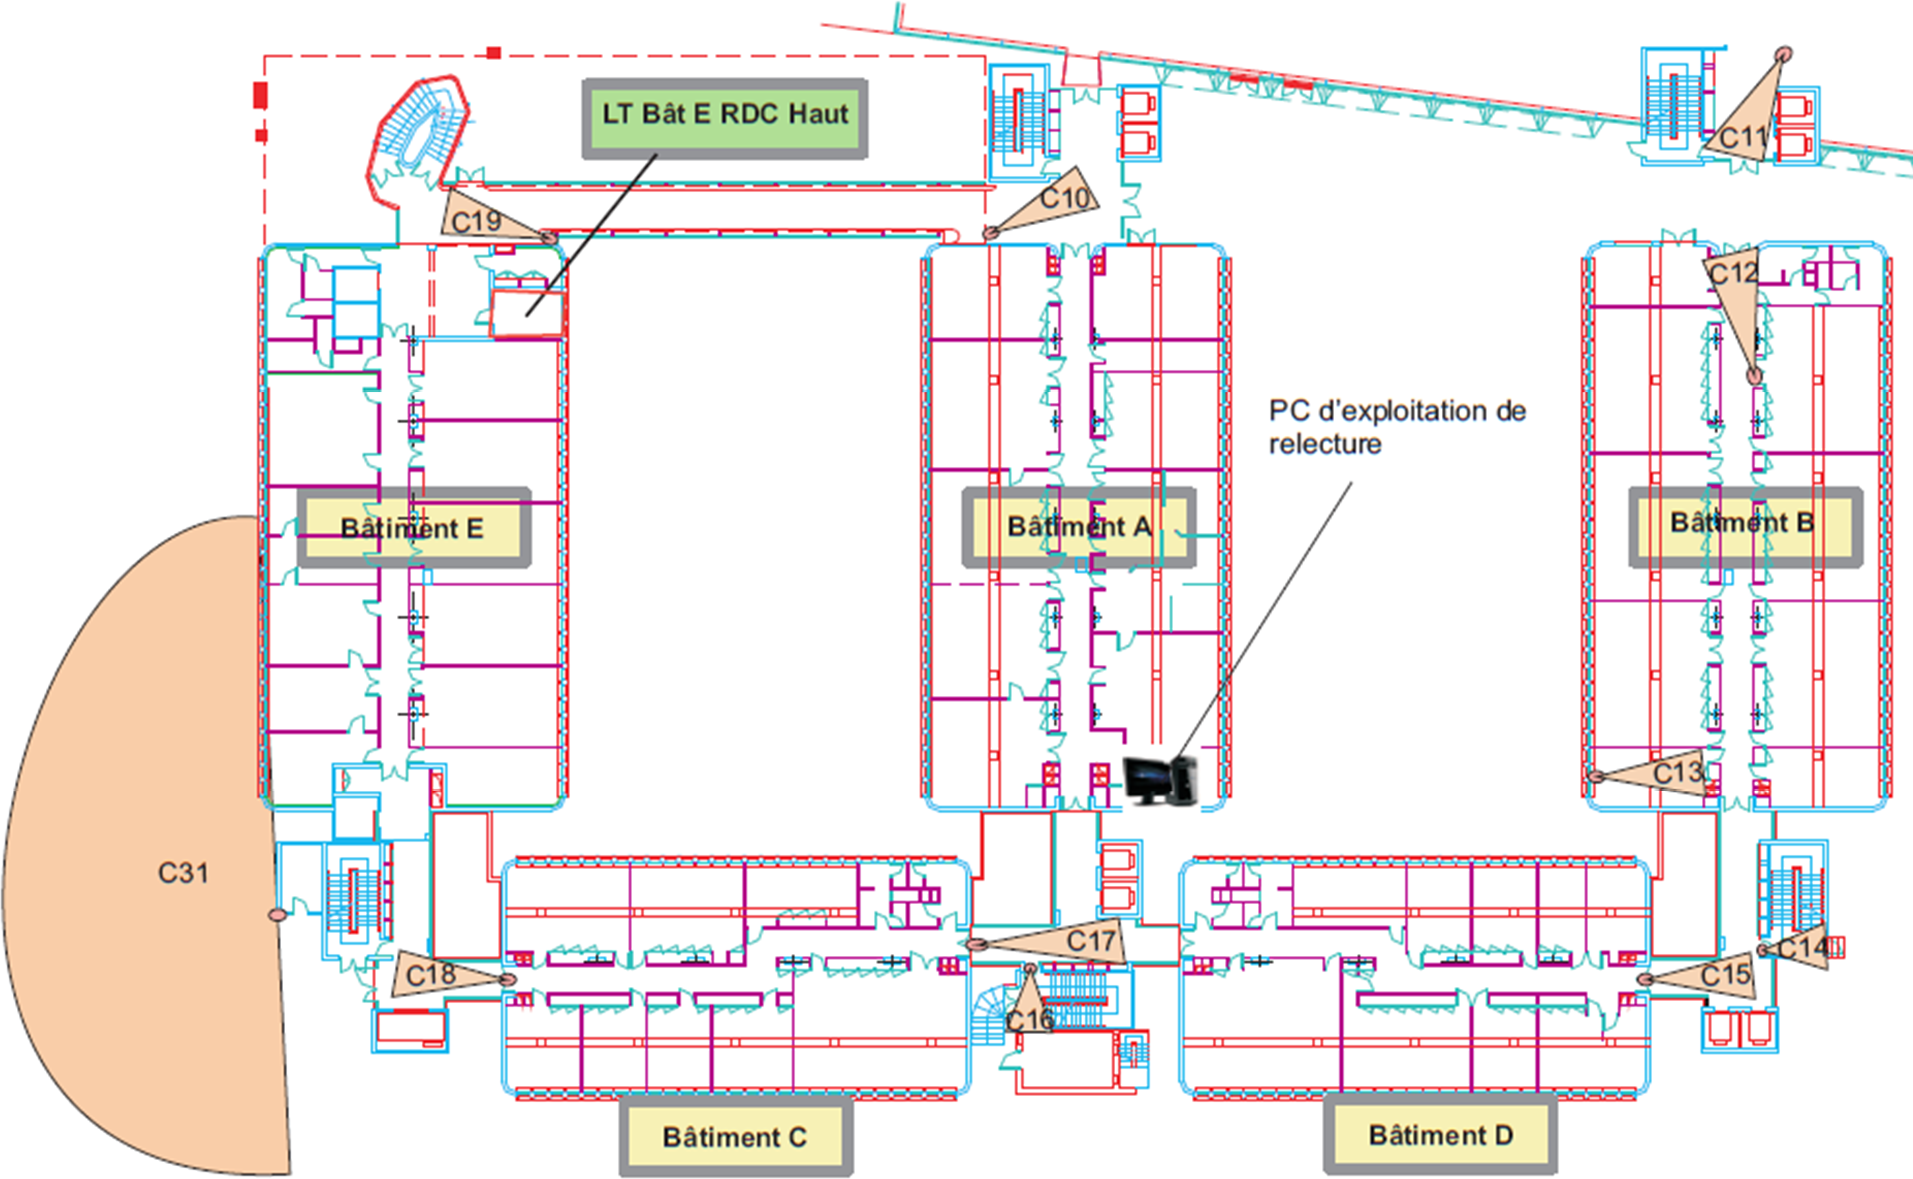 LT Bât E RDC Haut
C11
C10
C19
C12
PC d'exploitation de
relecture
Bâtiment E
Bâtiment A
Bâtiment B
C13
C31
C17
C14
C18
C15
C16
Bâtiment C
Bâtiment D